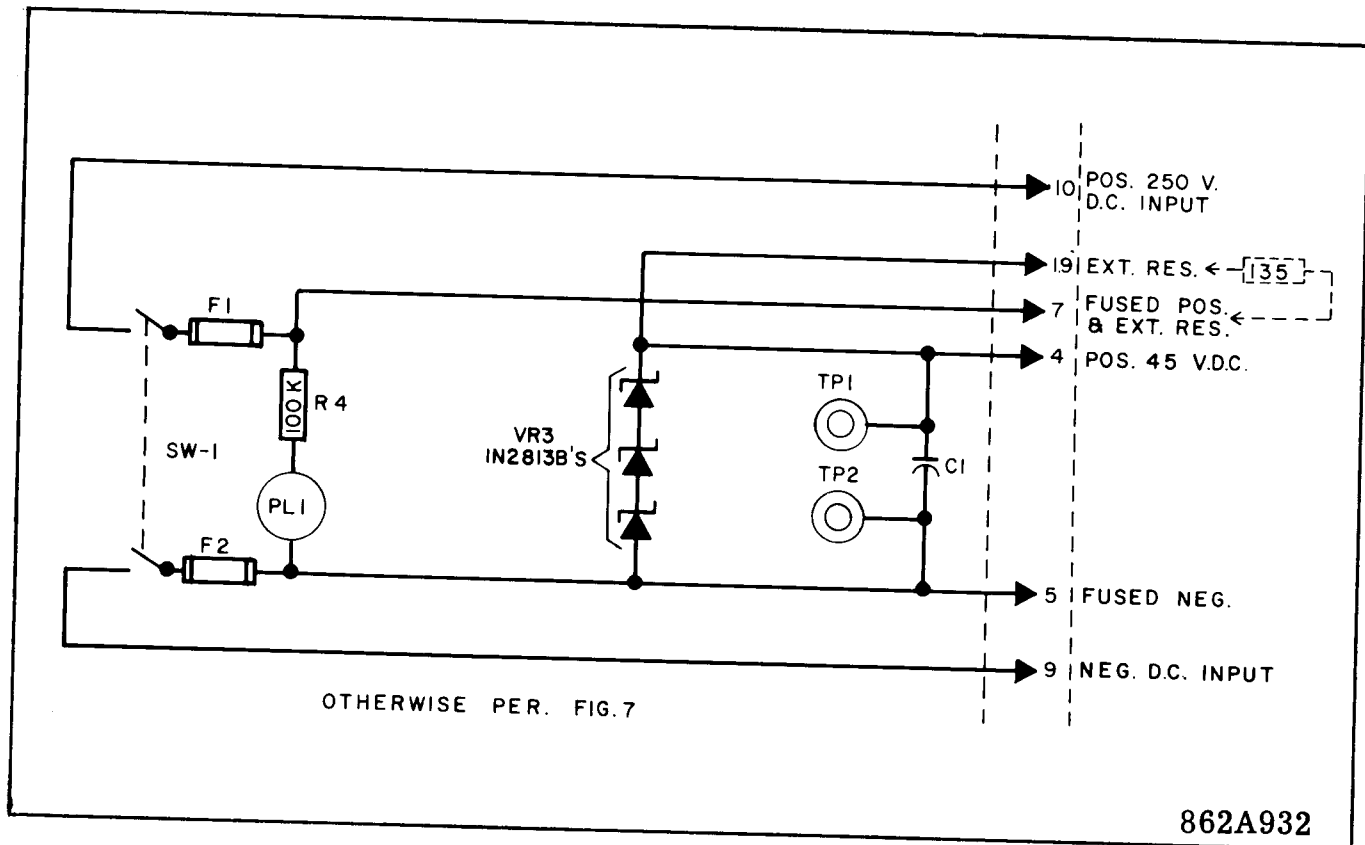 10 POS. 250 V.
D.C. INPUT
19 EXT. RES.
135
7 FUSED POS.
& EXT. RES.
4 POS. 45 V.D.C.
F1
100 K
R4
SW-1
PL1
F2
VR3
1N2813B'S
TP1
TP2
C1
5 FUSED NEG.
9 NEG. D.C. INPUT
OTHERWISE PER. FIG. 7
862A932